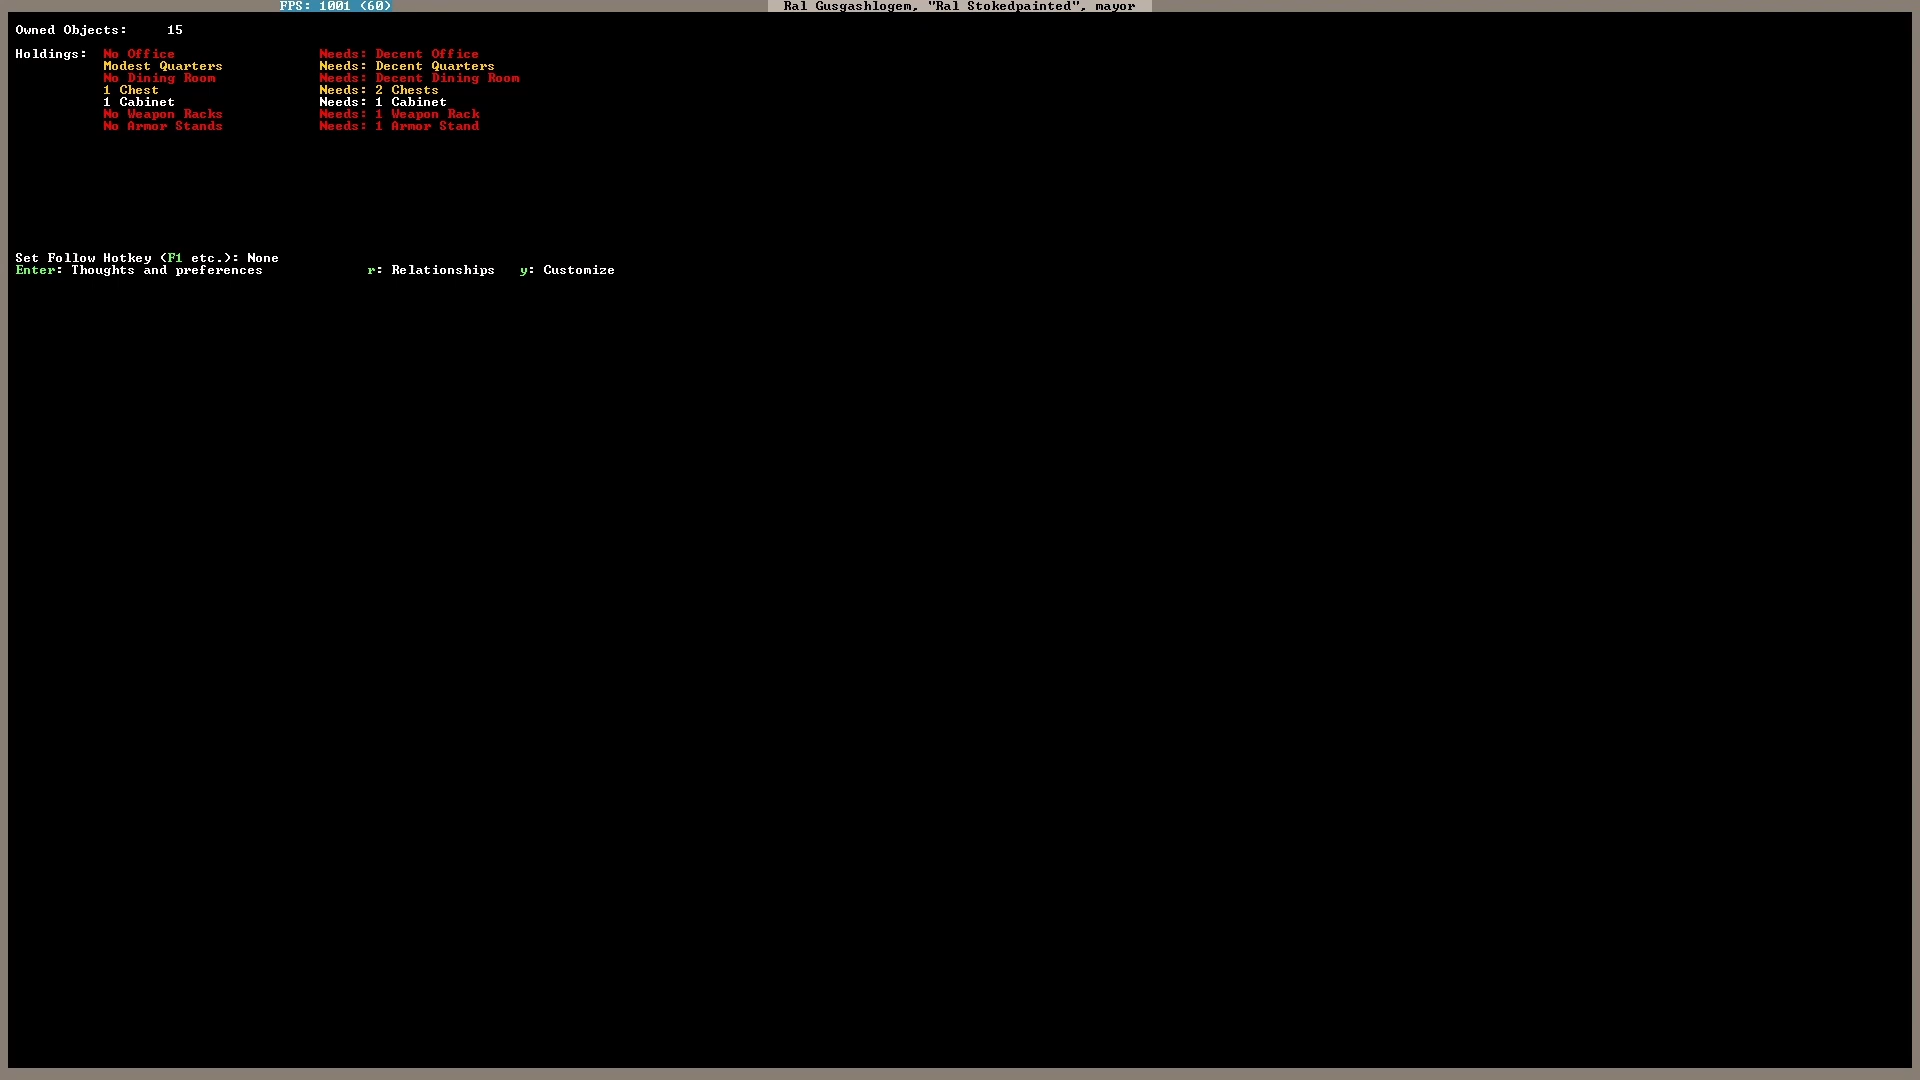 FPS: 1001 (60) Ral Gusgashlogem, "Ral Stokedpainted", mayor
Owned Objects: 15
Holdings: No Office Needs: Decent Office
Modest Quarters Needs: Decent Quarters
No Dining Room Needs: Decent Dining Room
1 Chest Needs: 2 Chests
1 Cabinet Needs: 1 Cabinet
No Weapon Racks Needs: 1 Weapon Rack
No Armor Stands Needs: 1 Armor Stand
Set Follow Hotkey (F1 etc.): None
Enter: Thoughts and preferences r: Relationships y: Customize